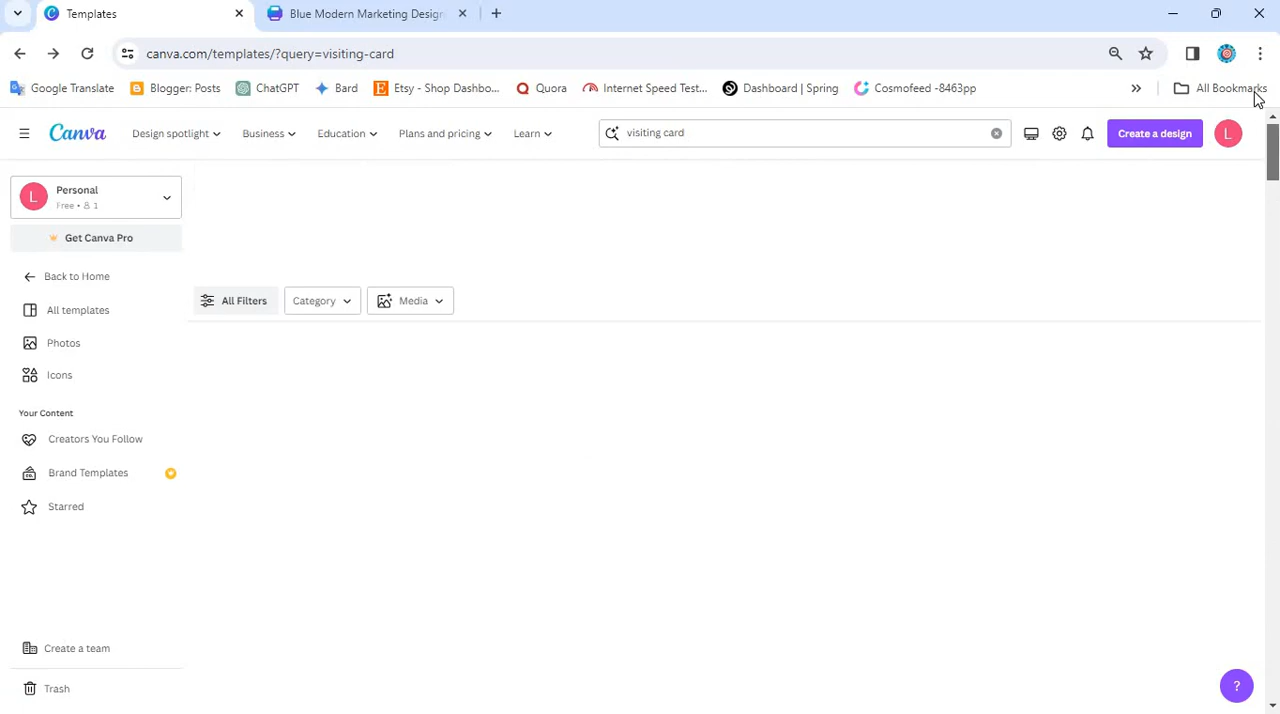 Templates
Blue Modern Marketing Design
canva.com/templates/?query=visiting-card
Google Translate
Blogger: Posts
ChatGPT
Bard
Etsy - Shop Dashbo...
Quora
Internet Speed Test...
Dashboard | Spring
Cosmofeed -8463pp
All Bookmarks
Canva
Design spotlight
Business
Education
Plans and pricing
Learn
visiting card
Create a design
L
L
Personal
Free • 1
Get Canva Pro
All Filters
Category
Media
Back to Home
All templates
Photos
Icons
Your Content
Creators You Follow
Brand Templates
Starred
Create a team
Trash
?